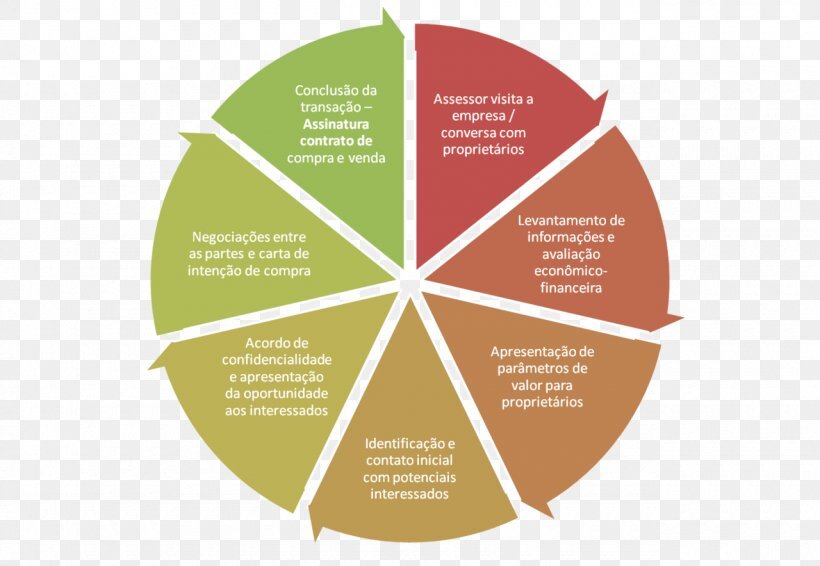 Assessor visita a
empresa /
conversa com
proprietários
Levantamento de
informações e
avaliação
econômico-
financeira
Apresentação de
parâmetros de
valor para
proprietários
Identificação e
contato inicial
com potenciais
interessados
Acordo de
confidencialidade
e apresentação
da oportunidade
aos interessados
Negociações entre
as partes e carta de
intenção de compra
Conclusão da
transação –
Assinatura
contrato de
compra e venda